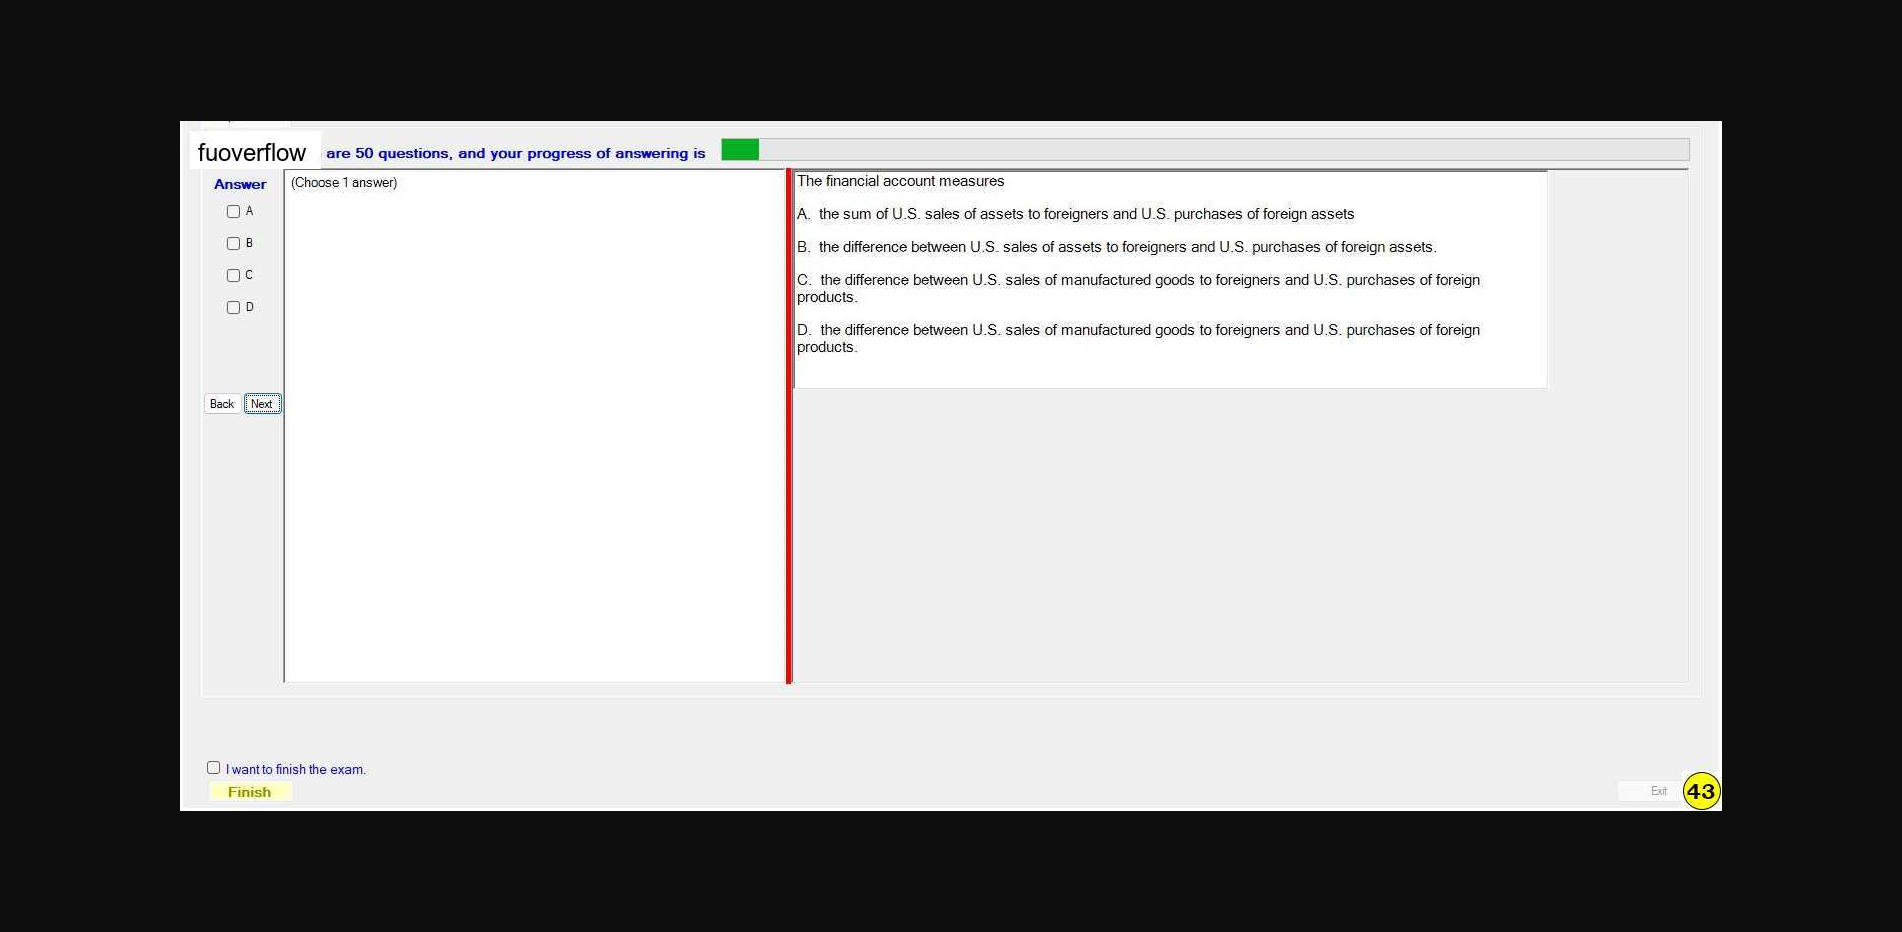 fuoverflow are 50 questions, and your progress of answering is
Answer
(Choose 1 answer)
A
B
C
D
Back Next
The financial account measures
A. the sum of U.S. sales of assets to foreigners and U.S. purchases of foreign assets
B. the difference between U.S. sales of assets to foreigners and U.S. purchases of foreign assets.
C. the difference between U.S. sales of manufactured goods to foreigners and U.S. purchases of foreign
products.
D. the difference between U.S. sales of manufactured goods to foreigners and U.S. purchases of foreign
products.
I want to finish the exam.
Finish
Exit
43